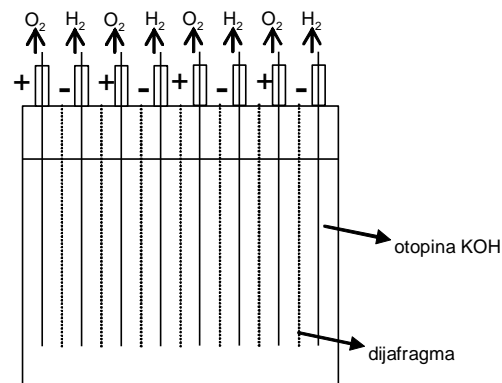 O₂ H₂ O₂ H₂ O₂ H₂ O₂ H₂
+ - + - + - + -
otopina KOH
dijafragma